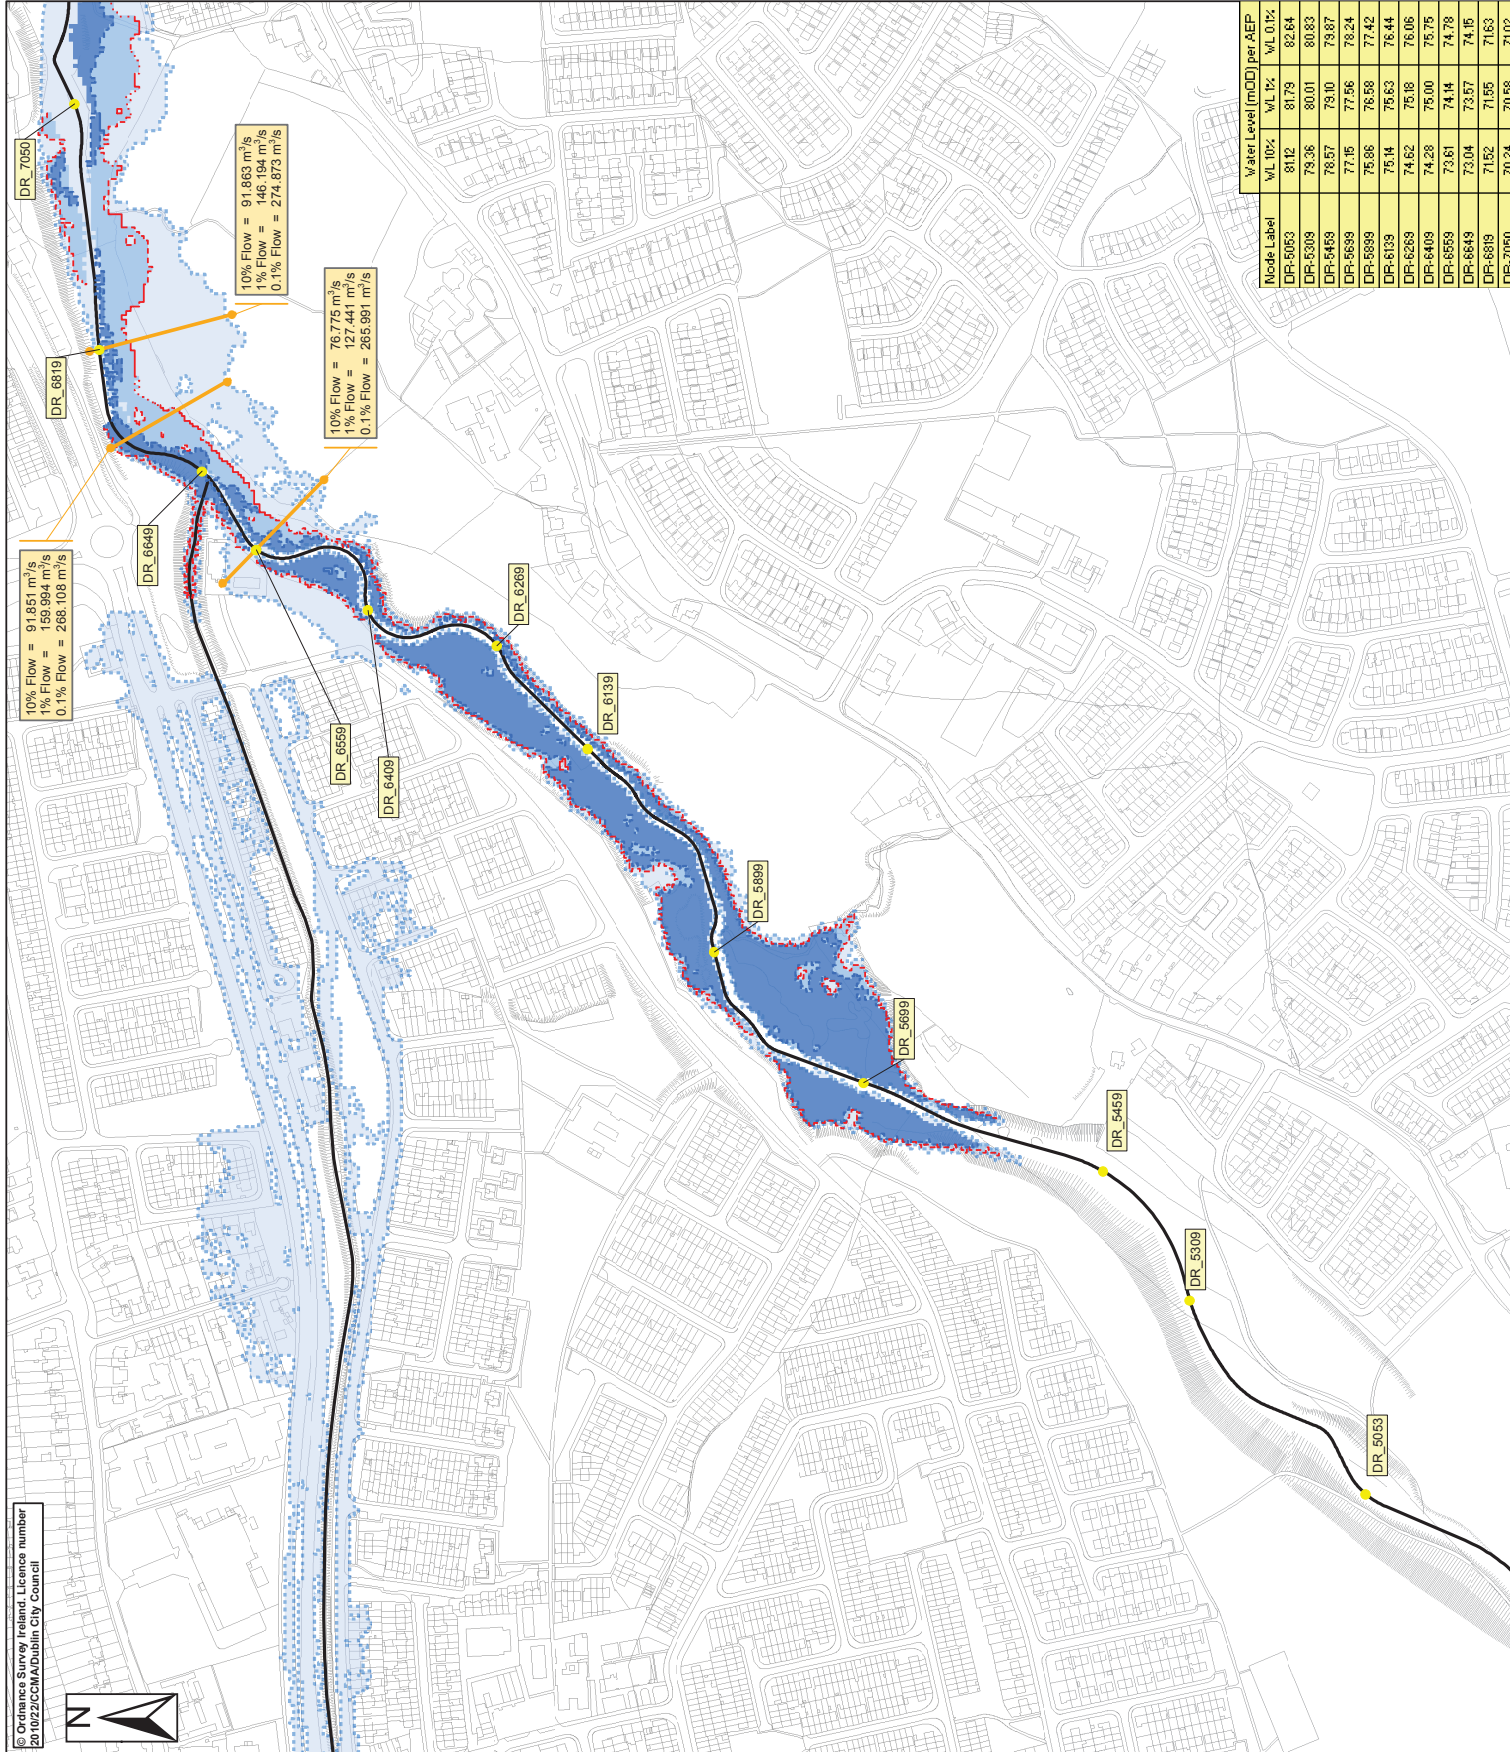 © Ordnance Survey Ireland. Licence number
2010/22/CCMA/Dublin City Council
N
10% Flow = 91.851 m³/s
1% Flow = 159.994 m³/s
0.1% Flow = 268.108 m³/s
10% Flow = 76.775 m³/s
1% Flow = 127.441 m³/s
0.1% Flow = 265.991 m³/s
10% Flow = 91.863 m³/s
1% Flow = 146.194 m³/s
0.1% Flow = 274.873 m³/s
DR_7050
DR_6819
DR_6649
DR_6559
DR_6409
DR_6269
DR_6139
DR_5899
DR_5699
DR_5459
DR_5309
DR_5053
Water Level (mOD) per AEP
Node Label WL 10% WL 1% WL 0.1%
DR-5053 81.12 81.79 82.64
DR-5309 79.36 80.01 80.83
DR-5459 78.57 79.10 79.87
DR-5699 77.15 77.56 78.24
DR-5899 75.86 76.58 77.42
DR-6139 75.14 75.63 76.44
DR-6269 74.62 75.18 76.06
DR-6409 74.28 75.00 75.75
DR-6559 73.61 74.14 74.78
DR-6649 73.04 73.57 74.15
DR-6819 71.52 71.55 71.63
DR-7050 70.24 70.58 71.02